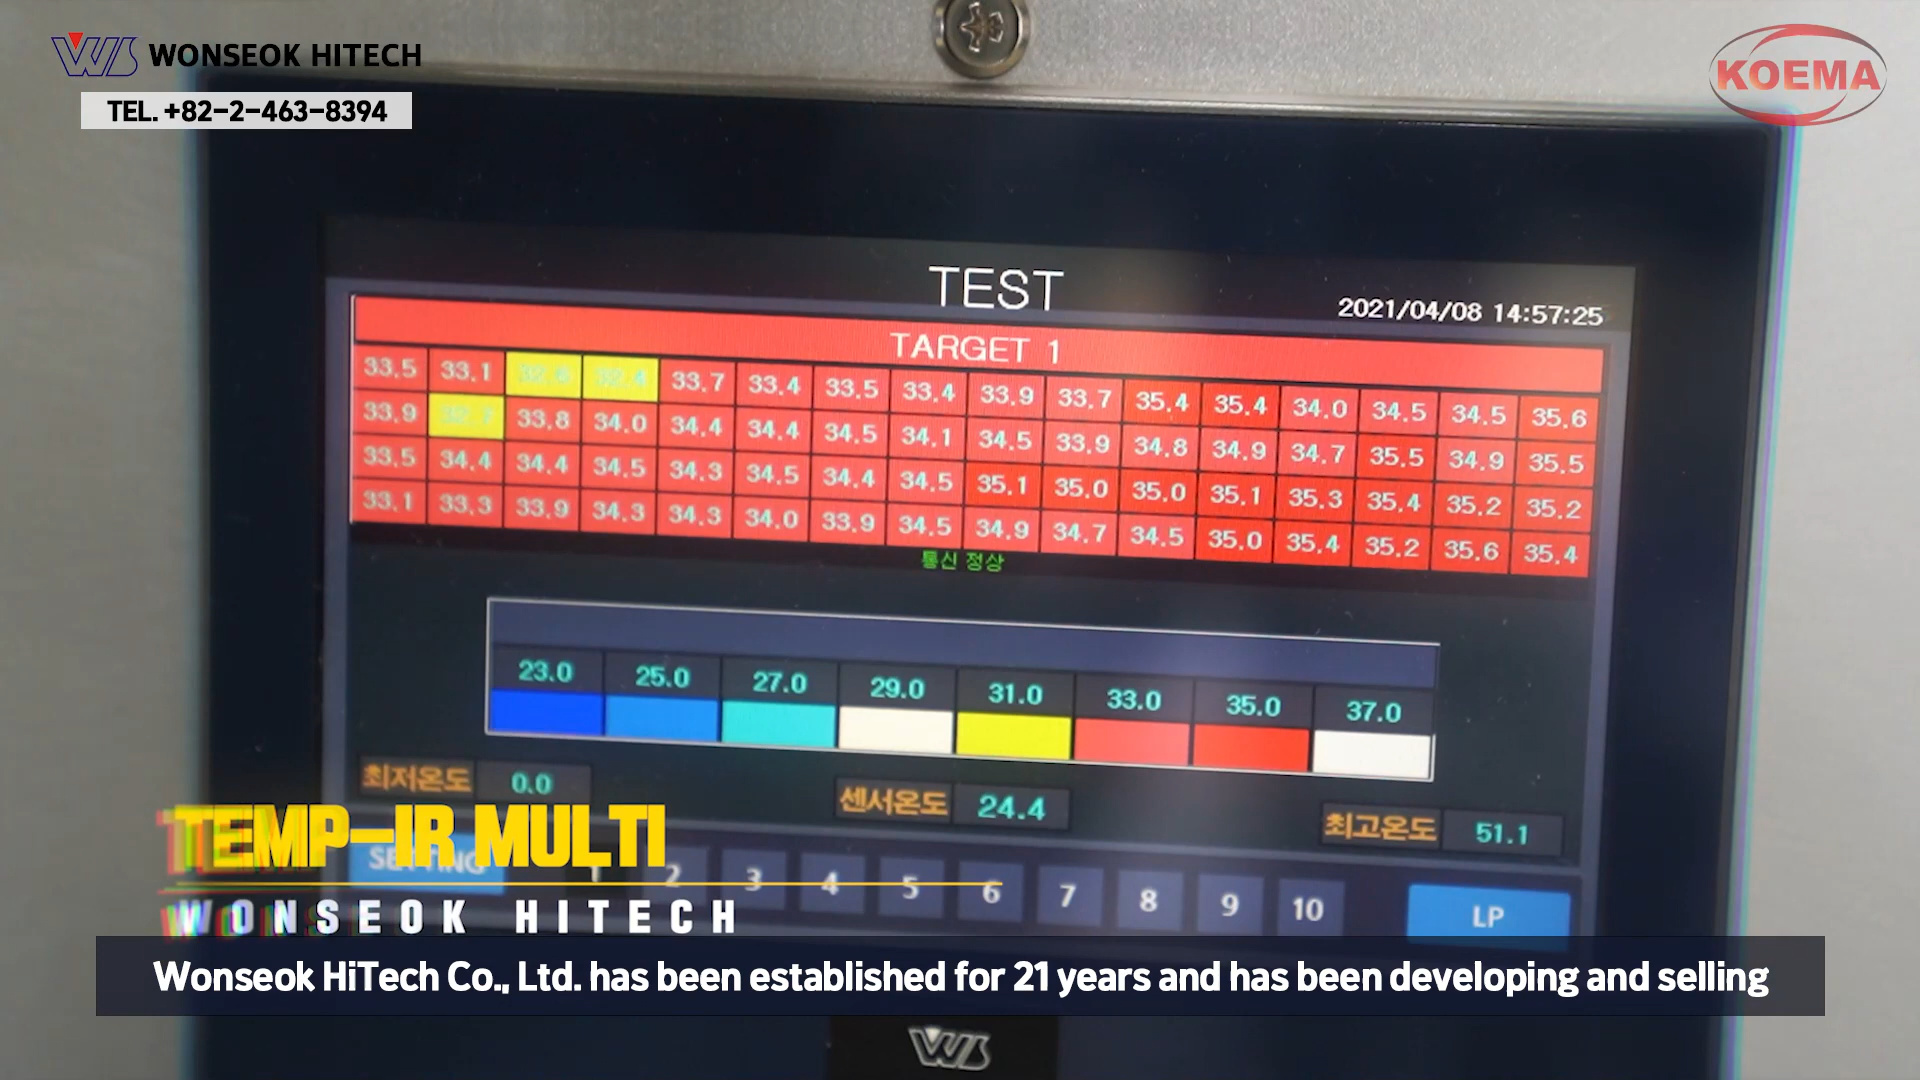 WS WONSEOK HITECH
TEL. +82-2-463-8394
KOEMA
TEST
2021/04/08 14:57:25
TARGET 1
33.5 33.1 32.6 32.4 33.7 33.4 33.5 33.4 33.9 33.7 35.4 35.4 34.0 34.5 34.5 35.6
33.9 33.8 34.0 34.4 34.4 34.5 34.1 34.5 33.9 34.8 34.9 34.7 35.5 34.9 35.5
33.5 34.4 34.4 34.5 34.3 34.5 34.4 34.5 35.1 35.0 35.0 35.1 35.3 35.4 35.2 35.2
33.1 33.3 33.9 34.3 34.3 34.0 33.9 34.5 34.9 34.7 34.5 35.0 35.4 35.2 35.6 35.4
통신 정상
23.0 25.0 27.0 29.0 31.0 33.0 35.0 37.0
최저온도 0.0
센서온도 24.4
최고온도 51.1
TEMP-IR MULTI
SETTING 1 2 3 4 5 6 7 8 9 10 LP
WONSEOK HITECH
Wonseok HiTech Co., Ltd. has been established for 21 years and has been developing and selling
WS